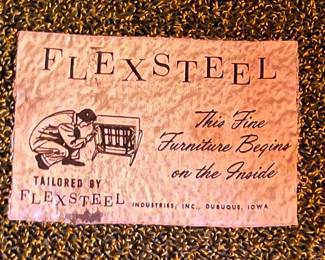 FLEXSTEEL
This Fine
Furniture Begins
on the Inside
TAILORED BY
FLEXSTEEL INDUSTRIES, INC., DUBUQUE, IOWA